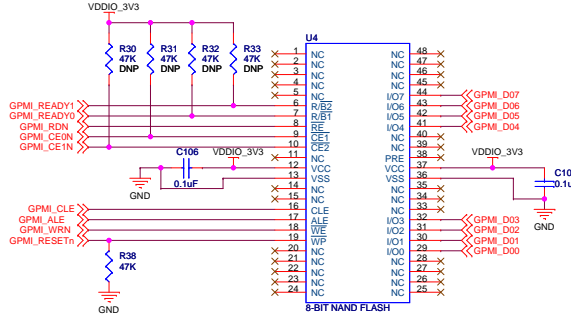 VDDIO_3V3
R30
47K
DNP
R31
47K
DNP
R32
47K
DNP
R33
47K
DNP
GPMI_READY1
GPMI_READY0
GPMI_RDN
GPMI_CE0N
GPMI_CE1N
C106
0.1uF
VDDIO_3V3
GND
GPMI_CLE
GPMI_ALE
GPMI_WRN
GPMI_RESETn
R38
47K
GND
U4
1 NC NC 48
2 NC NC 47
3 NC NC 46
4 NC NC 45
5 NC I/O7 44
6 R/B2 I/O6 43
7 R/B1 I/O5 42
8 RE I/O4 41
9 CE1 NC 40
10 CE2 NC 39
11 NC PRE 38
12 VCC VCC 37
13 VSS VSS 36
14 NC NC 35
15 NC NC 34
16 CLE NC 33
17 ALE I/O3 32
18 WE I/O2 31
19 WP I/O1 30
20 NC I/O0 29
21 NC NC 28
22 NC NC 27
23 NC NC 26
24 NC NC 25
8-BIT NAND FLASH
GPMI_D07
GPMI_D06
GPMI_D05
GPMI_D04
VDDIO_3V3
C10
0.1u
GND
GPMI_D03
GPMI_D02
GPMI_D01
GPMI_D00